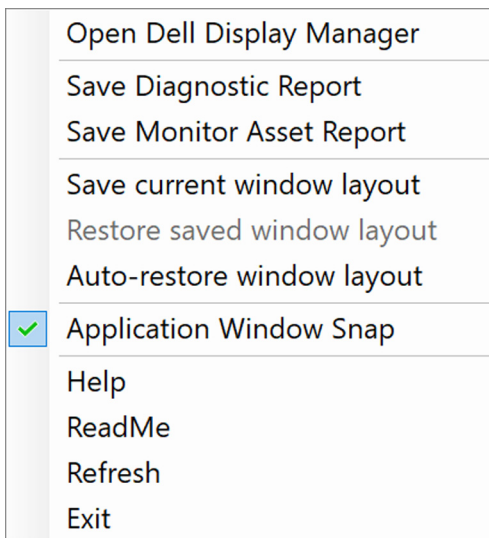 Open Dell Display Manager
Save Diagnostic Report
Save Monitor Asset Report
Save current window layout
Restore saved window layout
Auto-restore window layout
Application Window Snap
Help
ReadMe
Refresh
Exit